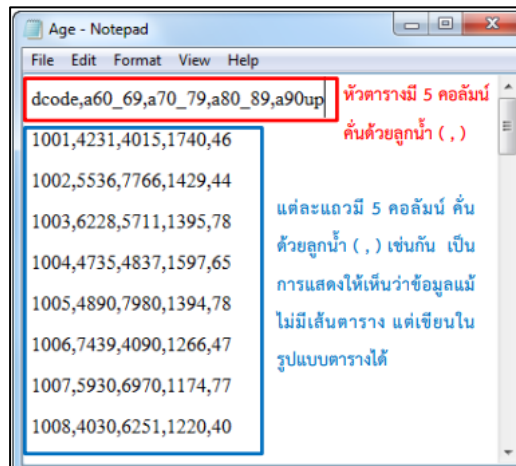 Age - Notepad
File Edit Format View Help
dcode,a60_69,a70_79,a80_89,a90up
หัวตารางมี 5 คอลัมน์
คั่นด้วยลูกน้ำ ( , )
1001,4231,4015,1740,46
1002,5536,7766,1429,44
1003,6228,5711,1395,78
1004,4735,4837,1597,65
1005,4890,7980,1394,78
1006,7439,4090,1266,47
1007,5930,6970,1174,77
1008,4030,6251,1220,40
แต่ละแถวมี 5 คอลัมน์ คั่น
ด้วยลูกน้ำ ( , ) เช่นกัน เป็น
การแสดงให้เห็นว่าข้อมูลแม้
ไม่มีเส้นตาราง แต่เขียนใน
รูปแบบตารางได้